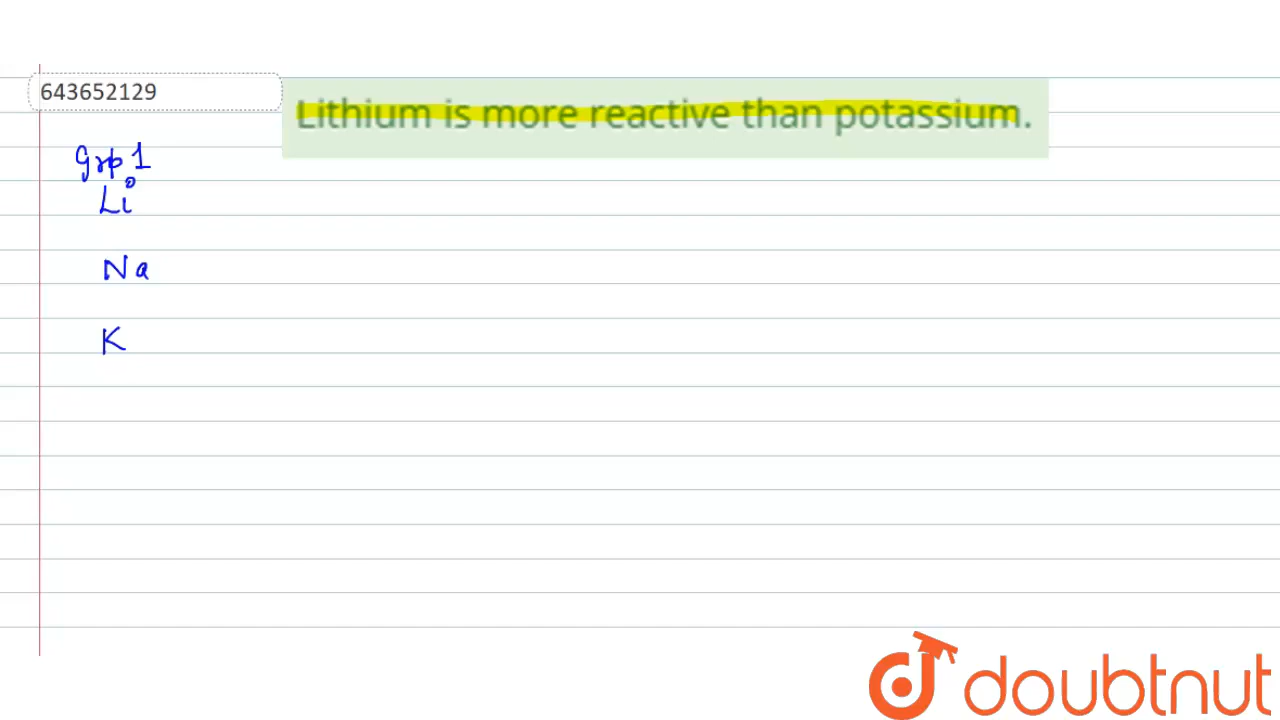 643652129
Lithium is more reactive than potassium.
Grp 1
Li
Na
K
doubtnut